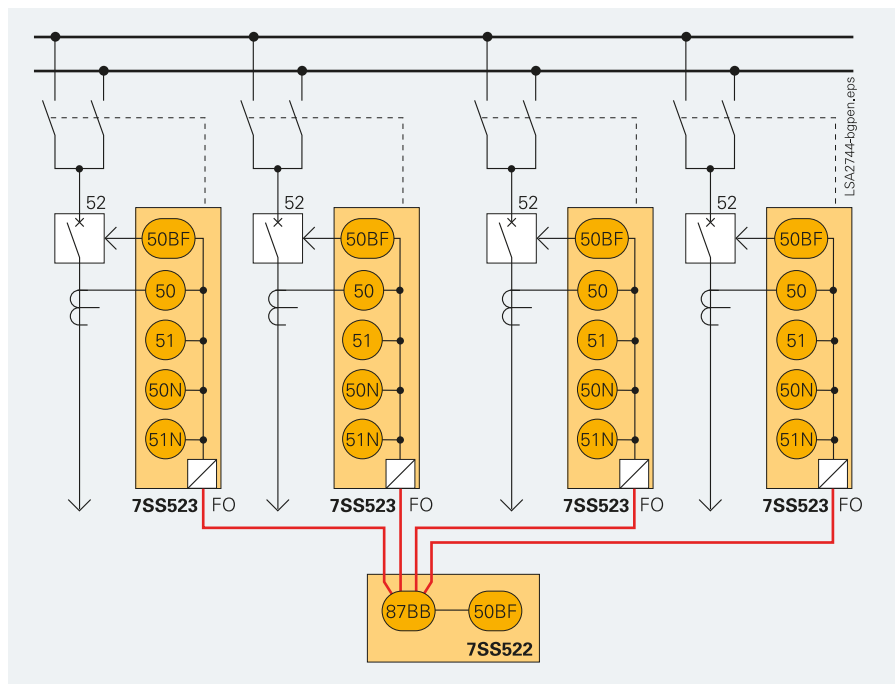 LSA2744-bgpen.eps
52 52 52 52
50BF 50BF 50BF 50BF
50 50 50 50
51 51 51 51
50N 50N 50N 50N
51N 51N 51N 51N
7SS523 FO 7SS523 FO 7SS523 FO 7SS523 FO
87BB 50BF
7SS522